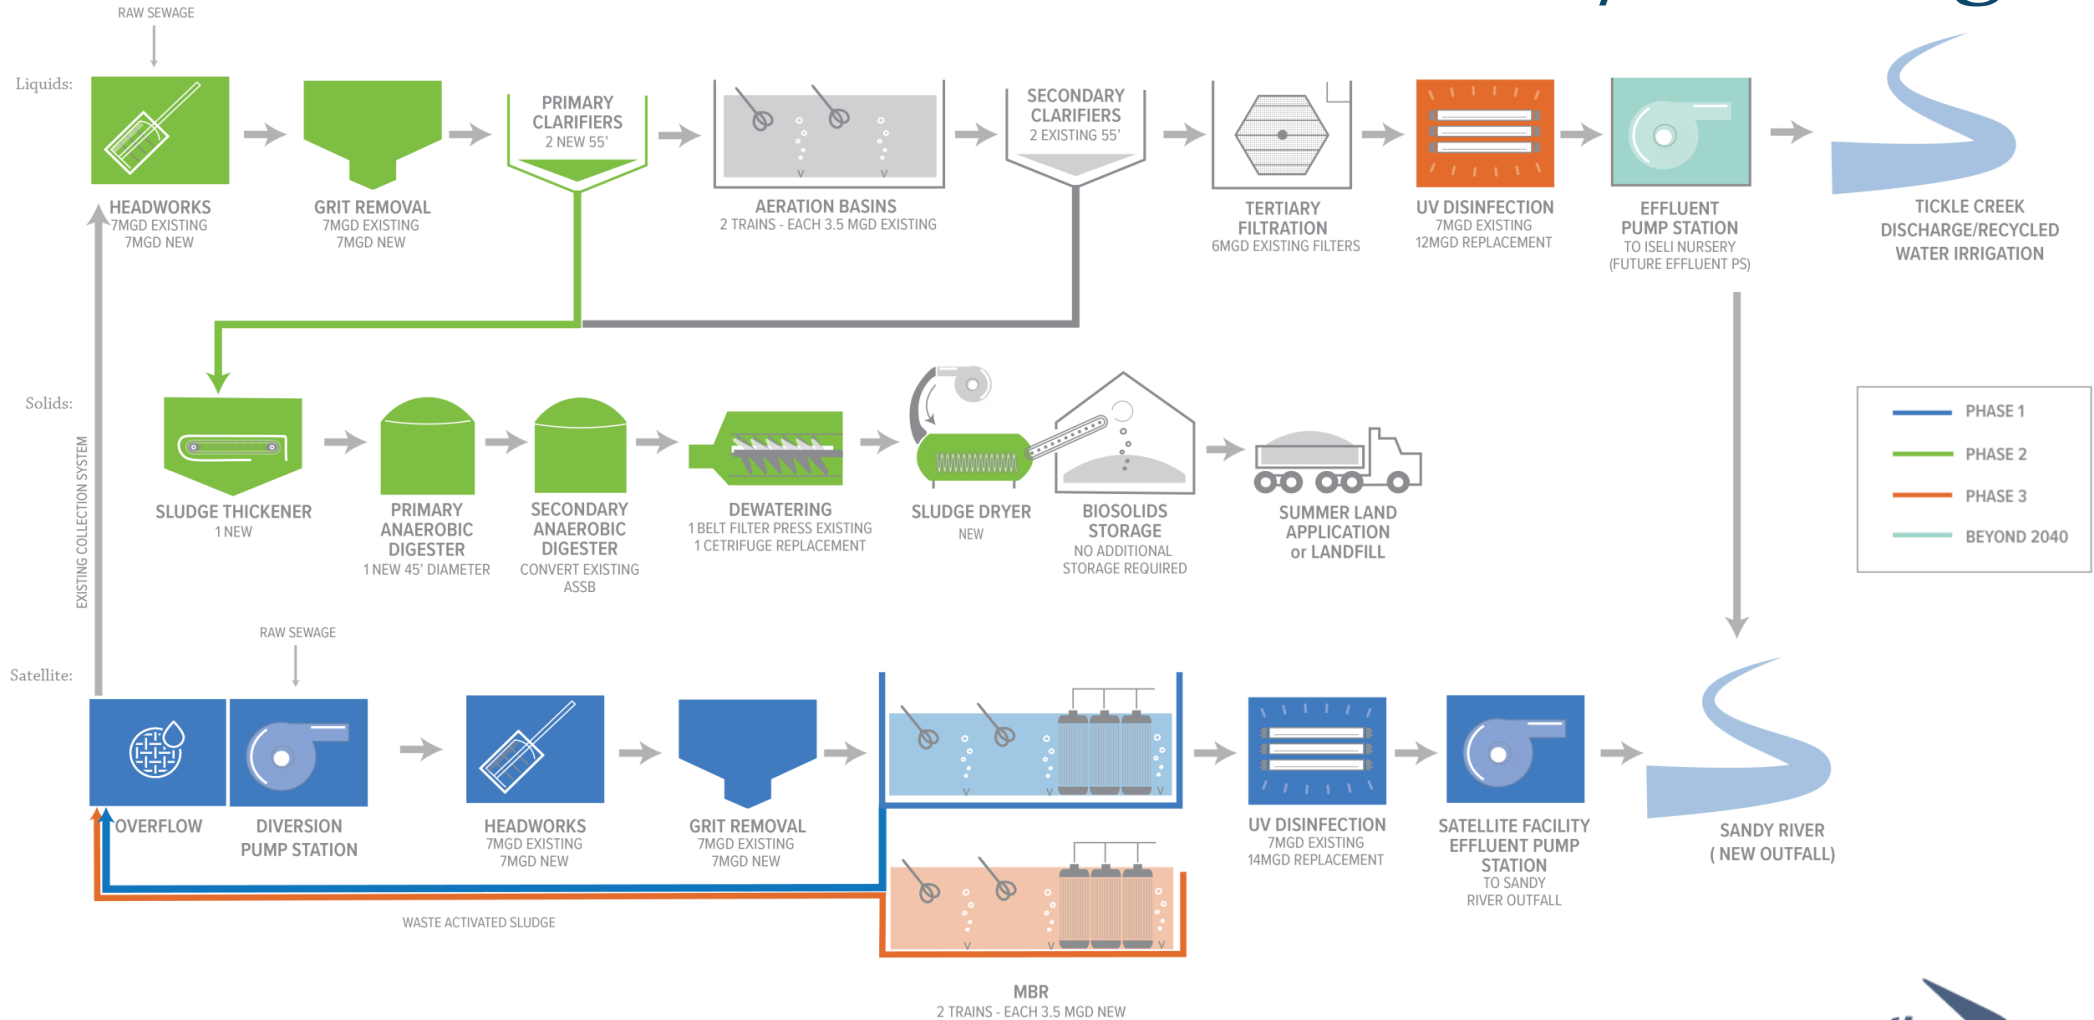 RAW SEWAGE
Liquids:
HEADWORKS
7MGD EXISTING
7MGD NEW
GRIT REMOVAL
7MGD EXISTING
7MGD NEW
PRIMARY
CLARIFIERS
2 NEW 55'
AERATION BASINS
2 TRAINS - EACH 3.5 MGD EXISTING
SECONDARY
CLARIFIERS
2 EXISTING 55'
TERTIARY
FILTRATION
6MGD EXISTING FILTERS
UV DISINFECTION
7MGD EXISTING
12MGD REPLACEMENT
EFFLUENT
PUMP STATION
TO ISELI NURSERY
(FUTURE EFFLUENT PS)
TICKLE CREEK
DISCHARGE/RECYCLED
WATER IRRIGATION
EXISTING COLLECTION SYSTEM
Solids:
SLUDGE THICKENER
1 NEW
PRIMARY
ANAEROBIC
DIGESTER
1 NEW 45' DIAMETER
SECONDARY
ANAEROBIC
DIGESTER
CONVERT EXISTING
ASSB
DEWATERING
1 BELT FILTER PRESS EXISTING
1 CETRIFUGE REPLACEMENT
SLUDGE DRYER
NEW
BIOSOLIDS
STORAGE
NO ADDITIONAL
STORAGE REQUIRED
SUMMER LAND
APPLICATION
or LANDFILL
PHASE 1
PHASE 2
PHASE 3
BEYOND 2040
RAW SEWAGE
Satellite:
OVERFLOW
DIVERSION
PUMP STATION
HEADWORKS
7MGD EXISTING
7MGD NEW
GRIT REMOVAL
7MGD EXISTING
7MGD NEW
UV DISINFECTION
7MGD EXISTING
14MGD REPLACEMENT
SATELLITE FACILITY
EFFLUENT PUMP
STATION
TO SANDY
RIVER OUTFALL
SANDY RIVER
( NEW OUTFALL)
WASTE ACTIVATED SLUDGE
MBR
2 TRAINS - EACH 3.5 MGD NEW